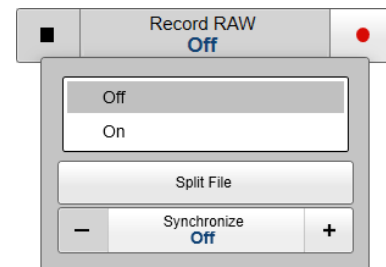 Record RAW
Off
Off
On
Split File
Synchronize
− Off +